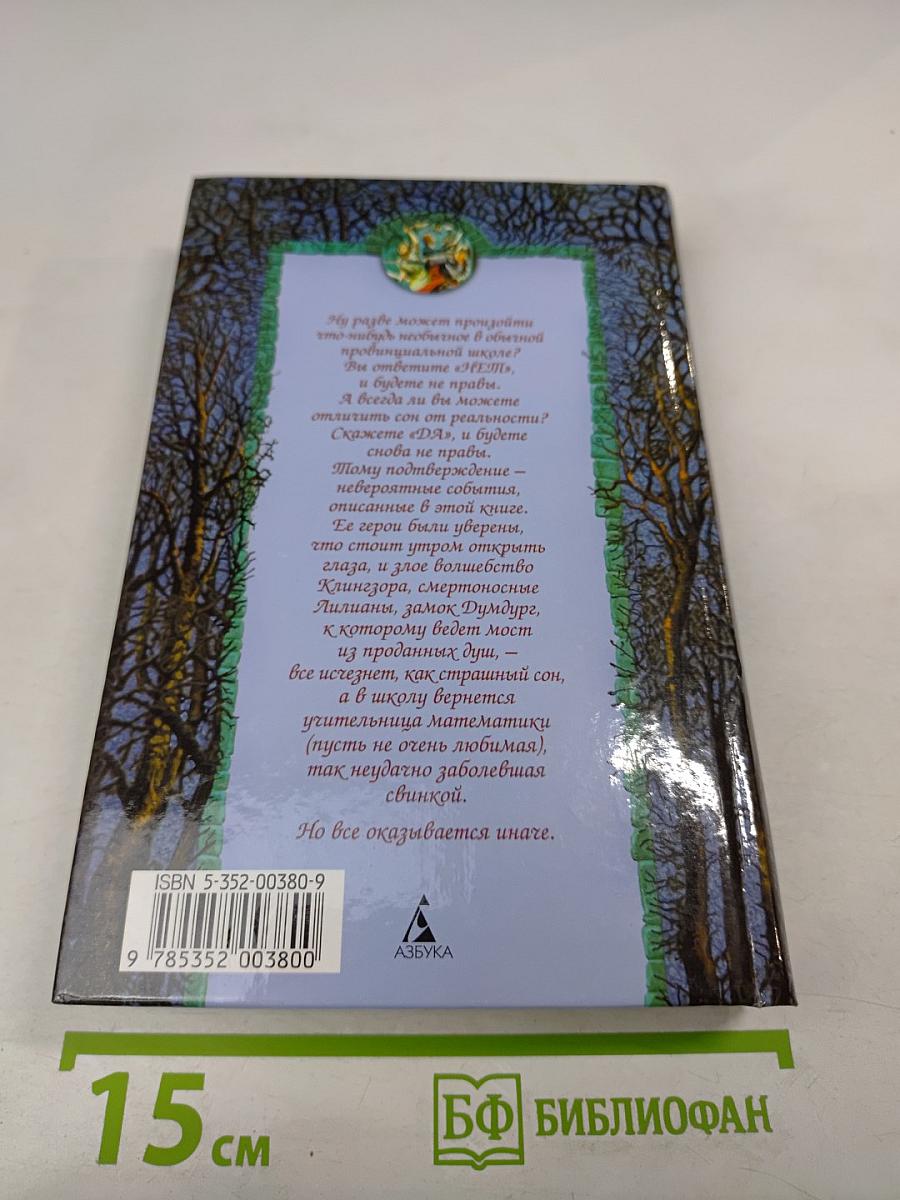 Ну разве может произойти
что-нибудь необычное в обычной
провинциальной школе?
Вы ответите «НЕТ»,
и будете не правы.
А всегда ли вы можете
отличить сон от реальности?
Скажете «ДА», и будете
снова не правы.
Тому подтверждение –
невероятные события,
описанные в этой книге.
Ее герои были уверены,
что стоит утром открыть
глаза, и злое волшебство
Клингзора, смертоносные
Лилианы, замок Думдург,
к которому ведет мост
из проданных душ, –
все исчезнет, как страшный сон,
а в школу вернется
учительница математики
(пусть не очень любимая),
так неудачно заболевшая
свинкой.
Но все оказывается иначе.
ISBN 5-352-00380-9
9 785352 003800
АЗБУКА
15 см
БФ БИБЛИОФАН